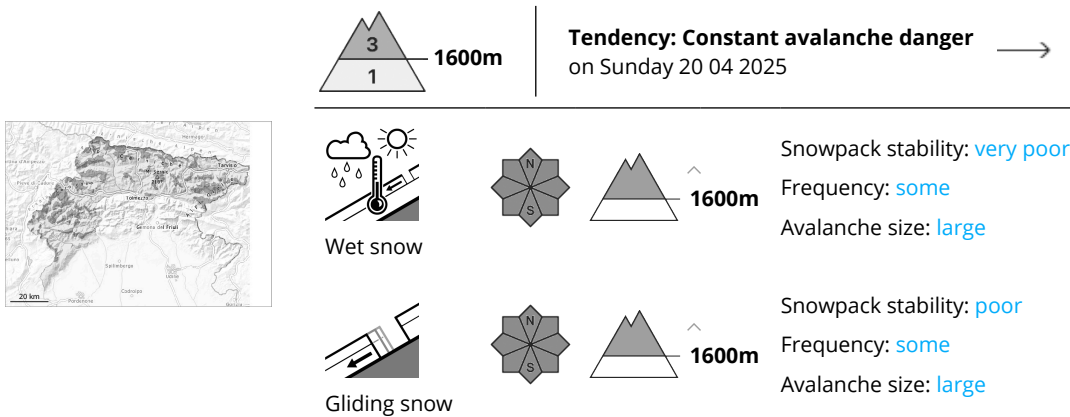 3
1
1600m
Tendency: Constant avalanche danger
on Sunday 20 04 2025
Tarvisio
Tolmezzo
Gemona del Friuli
Spilimbergo
Udine
Codroipo
Pordenone
Gorizia
20 km
N
S
1600m
Wet snow
Snowpack stability: very poor
Frequency: some
Avalanche size: large
N
S
1600m
Gliding snow
Snowpack stability: poor
Frequency: some
Avalanche size: large